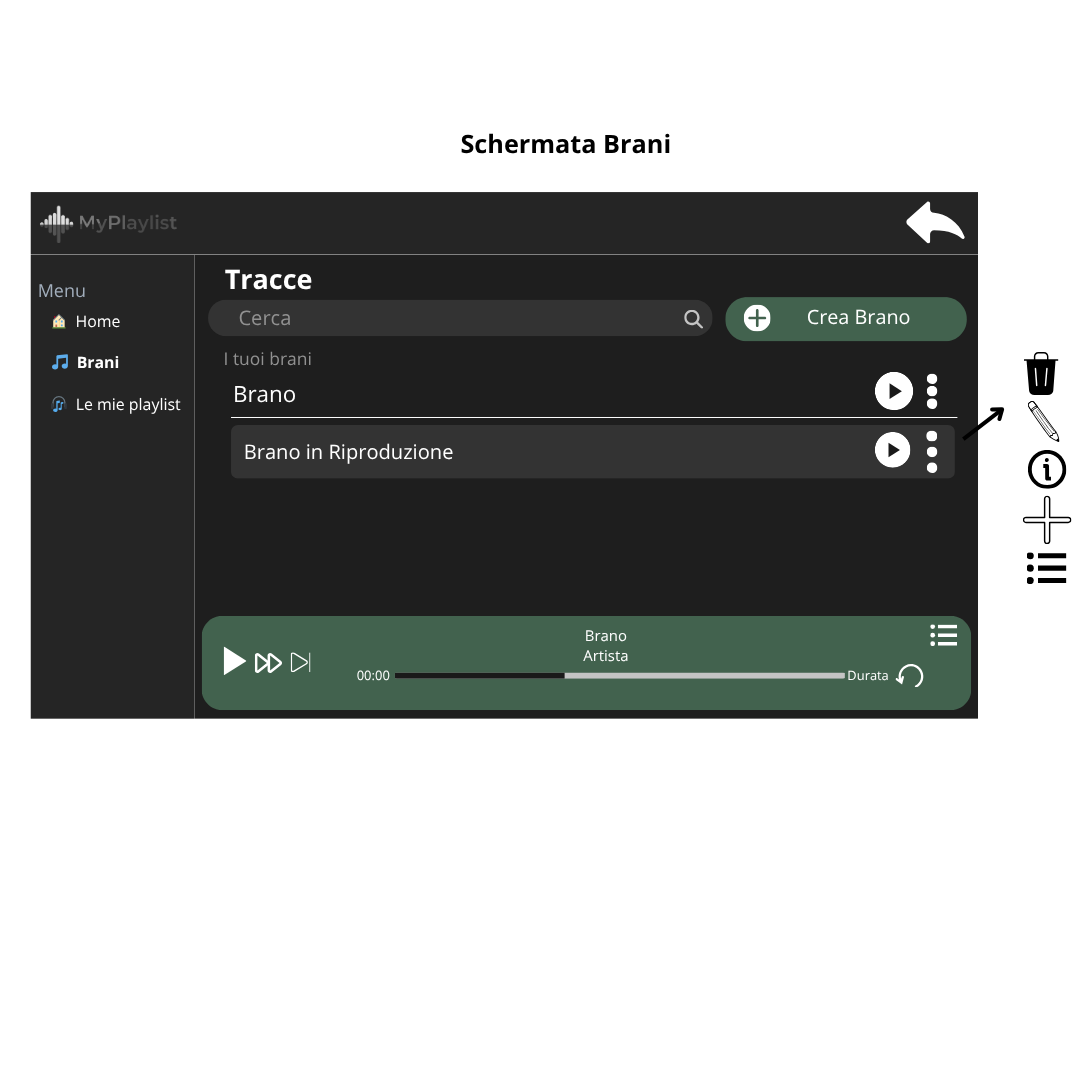 Schermata Brani
MyPlaylist
Menu
Home
Brani
Le mie playlist
Tracce
Cerca
Crea Brano
I tuoi brani
Brano
Brano in Riproduzione
Brano
Artista
00:00
Durata